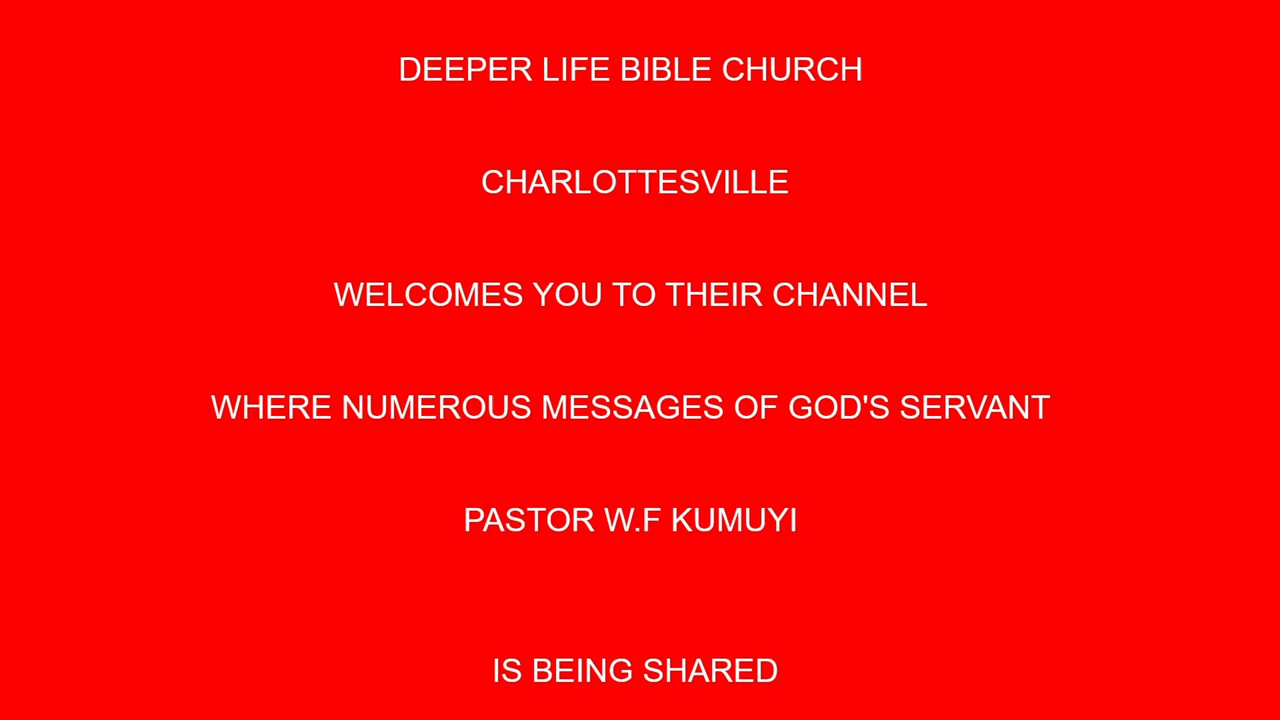 DEEPER LIFE BIBLE CHURCH
CHARLOTTESVILLE
WELCOMES YOU TO THEIR CHANNEL
WHERE NUMEROUS MESSAGES OF GOD'S SERVANT
PASTOR W.F KUMUYI
IS BEING SHARED